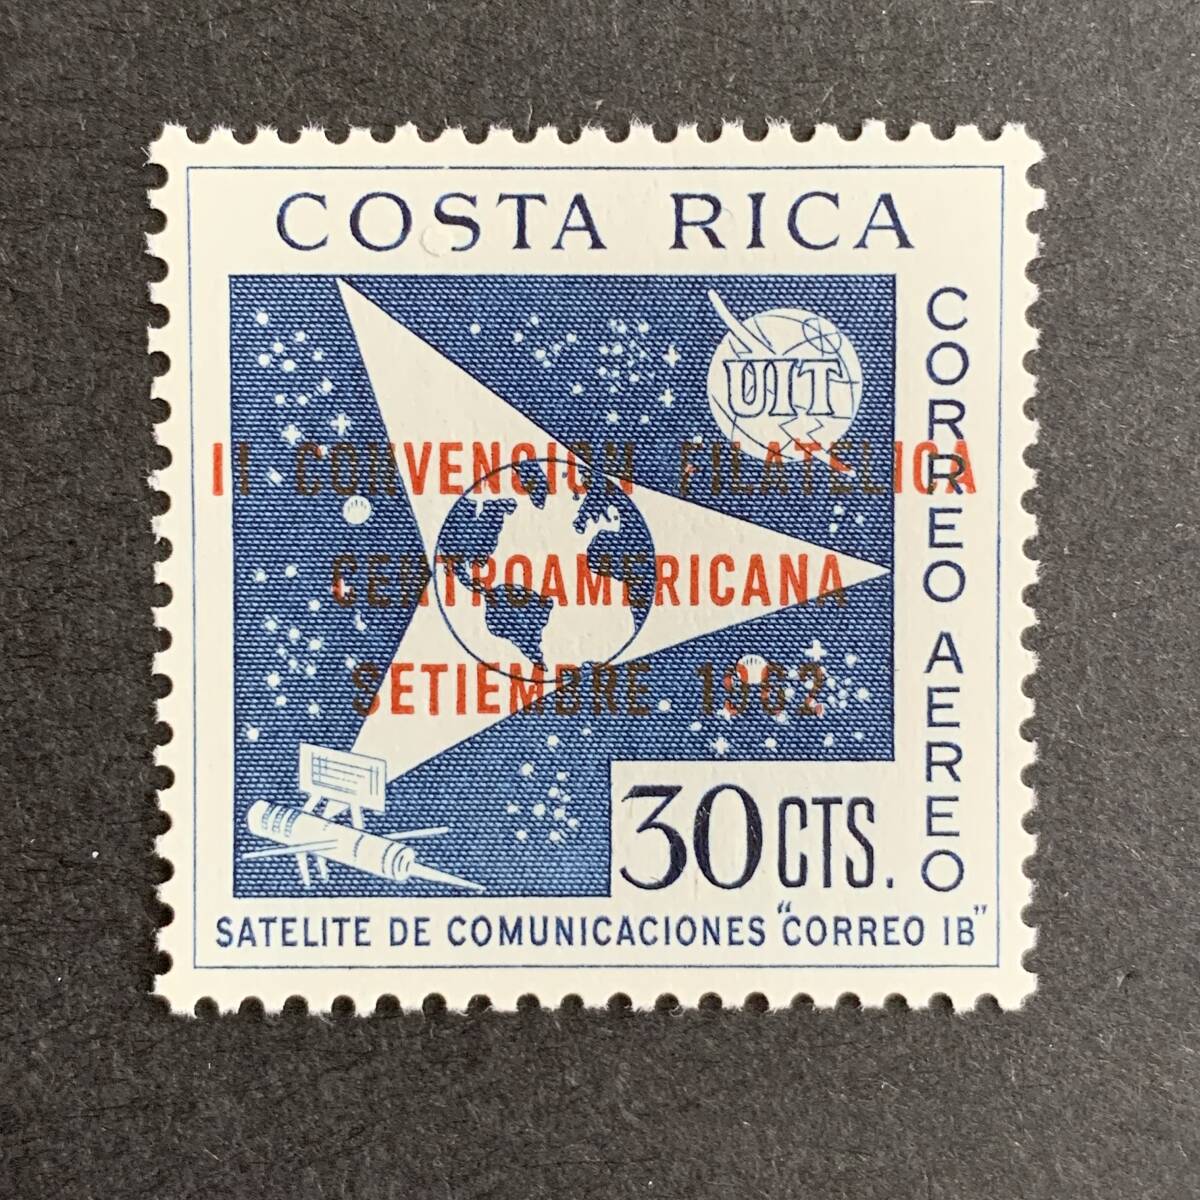 COSTA RICA
CORREO AEREO
UIT
II CONVENCION FILATELICA
CENTROAMERICANA
SETIEMBRE 1962
30 CTS.
SATELITE DE COMUNICACIONES "CORREO IB"